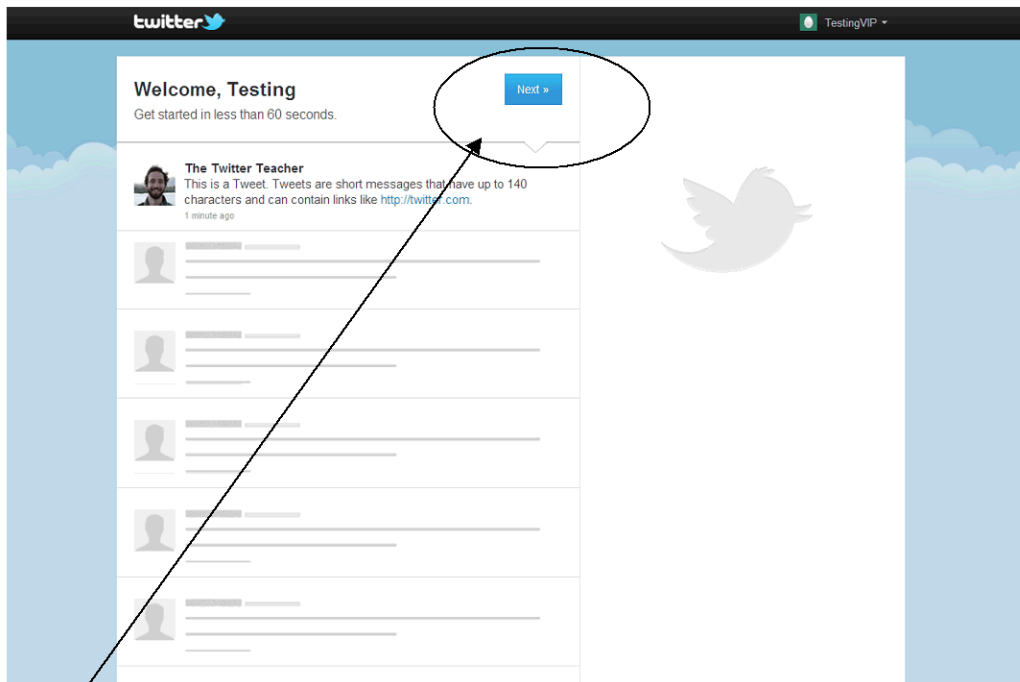 twitter
TestingVIP
Welcome, Testing
Next »
Get started in less than 60 seconds.
The Twitter Teacher
This is a Tweet. Tweets are short messages that have up to 140
characters and can contain links like http://twitter.com.
1 minute ago